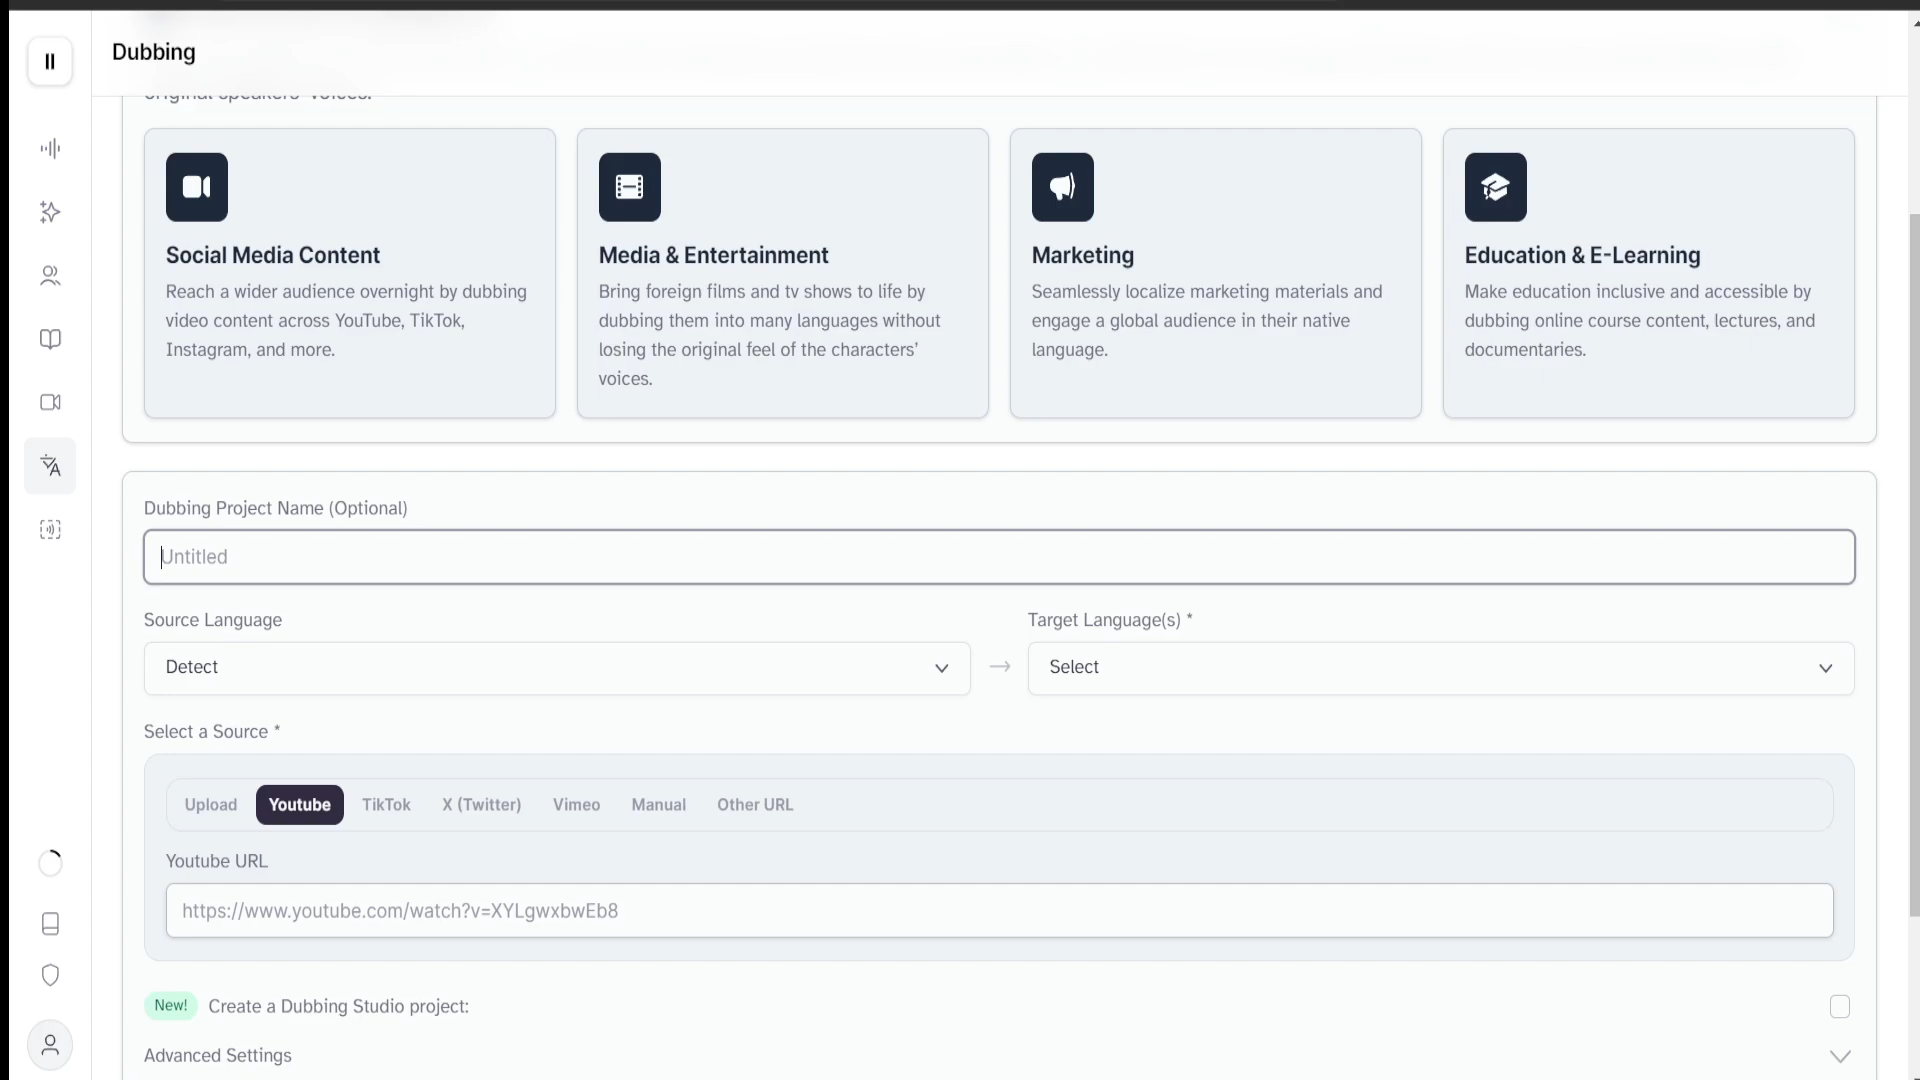 Dubbing
original speakers' voices.
Social Media Content
Reach a wider audience overnight by dubbing
video content across YouTube, TikTok,
Instagram, and more.
Media & Entertainment
Bring foreign films and tv shows to life by
dubbing them into many languages without
losing the original feel of the characters’
voices.
Marketing
Seamlessly localize marketing materials and
engage a global audience in their native
language.
Education & E-Learning
Make education inclusive and accessible by
dubbing online course content, lectures, and
documentaries.
Dubbing Project Name (Optional)
Untitled
Source Language
Target Language(s) *
Detect
Select
Select a Source *
Upload Youtube TikTok X (Twitter) Vimeo Manual Other URL
Youtube URL
https://www.youtube.com/watch?v=XYLgwxbwEb8
New! Create a Dubbing Studio project:
Advanced Settings